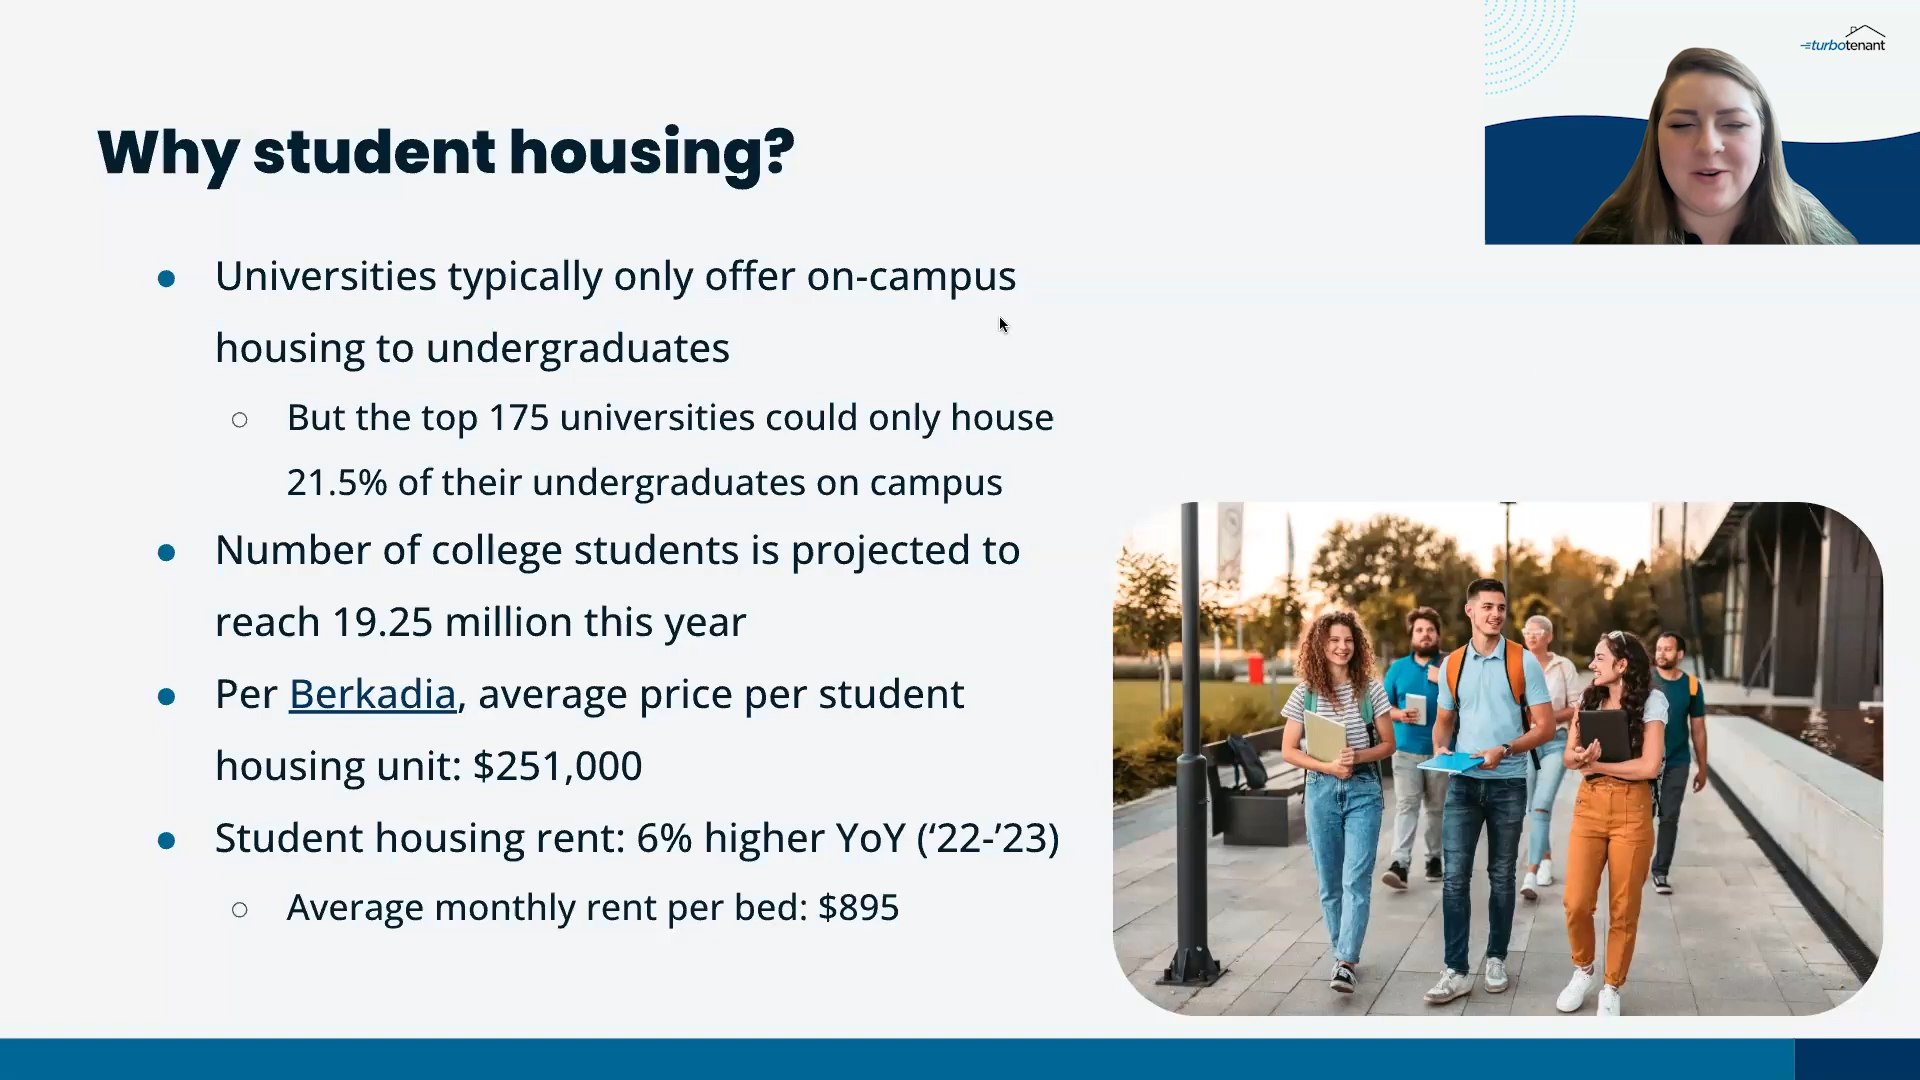 turbotenant
Why student housing?
● Universities typically only offer on-campus
housing to undergraduates
○ But the top 175 universities could only house
21.5% of their undergraduates on campus
● Number of college students is projected to
reach 19.25 million this year
● Per Berkadia, average price per student
housing unit: $251,000
● Student housing rent: 6% higher YoY (‘22-’23)
○ Average monthly rent per bed: $895